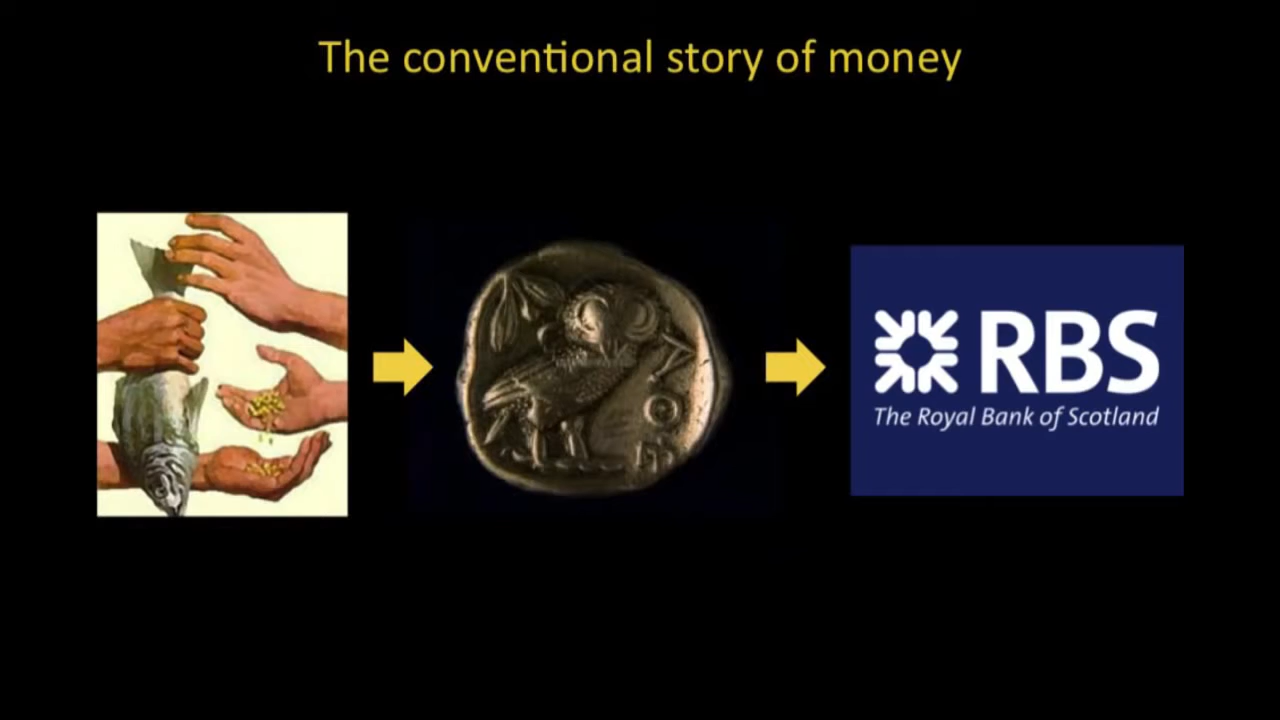 The conventional story of money
RBS
The Royal Bank of Scotland